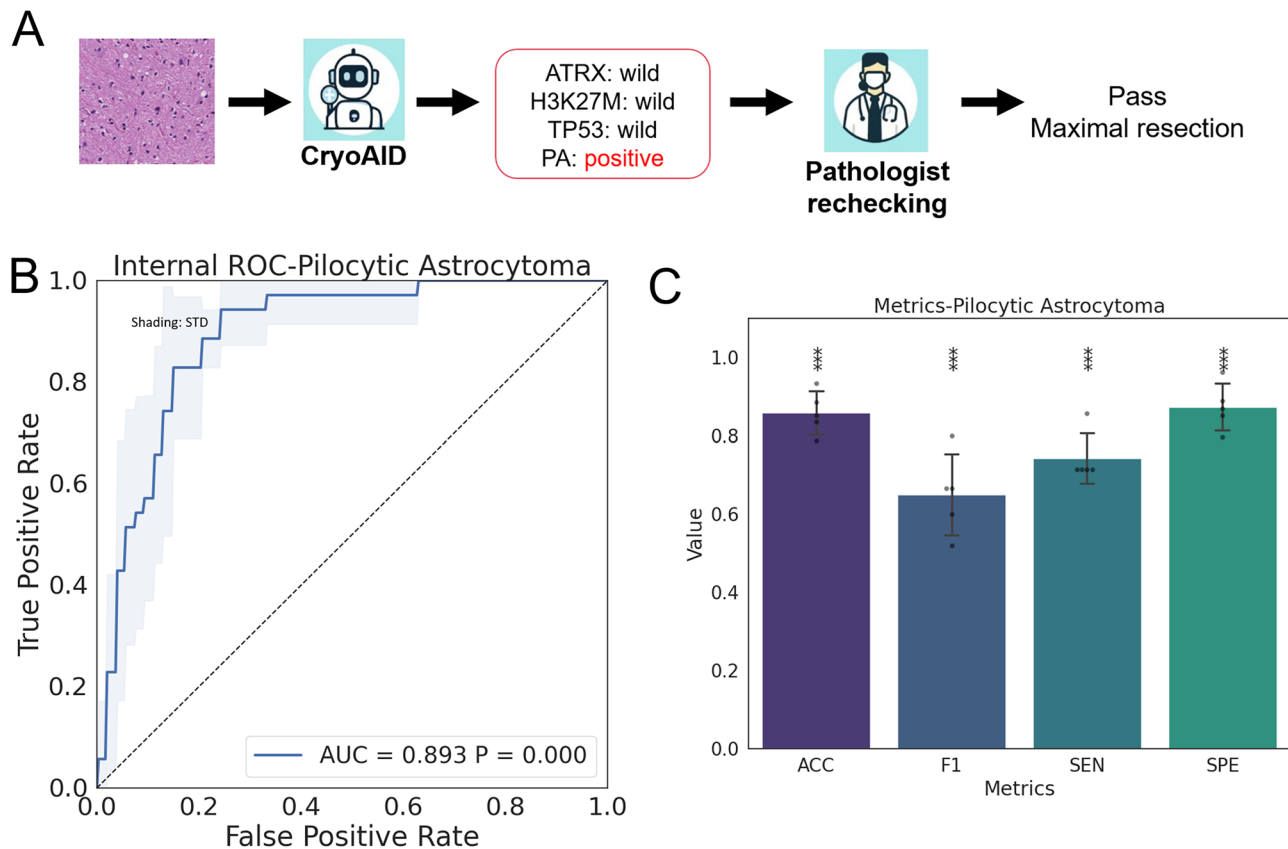 A
CryoAID
ATRX: wild
H3K27M: wild
TP53: wild
PA: positive
Pathologist
rechecking
Pass
Maximal resection
B
Internal ROC-Pilocytic Astrocytoma
Shading: STD
True Positive Rate
1.0
0.8
0.6
0.4
0.2
0.0
AUC = 0.893 P = 0.000
0.0 0.2 0.4 0.6 0.8 1.0
False Positive Rate
C
Metrics-Pilocytic Astrocytoma
Value
1.0
0.8
0.6
0.4
0.2
0.0
*** *** *** ***
ACC F1 SEN SPE
Metrics